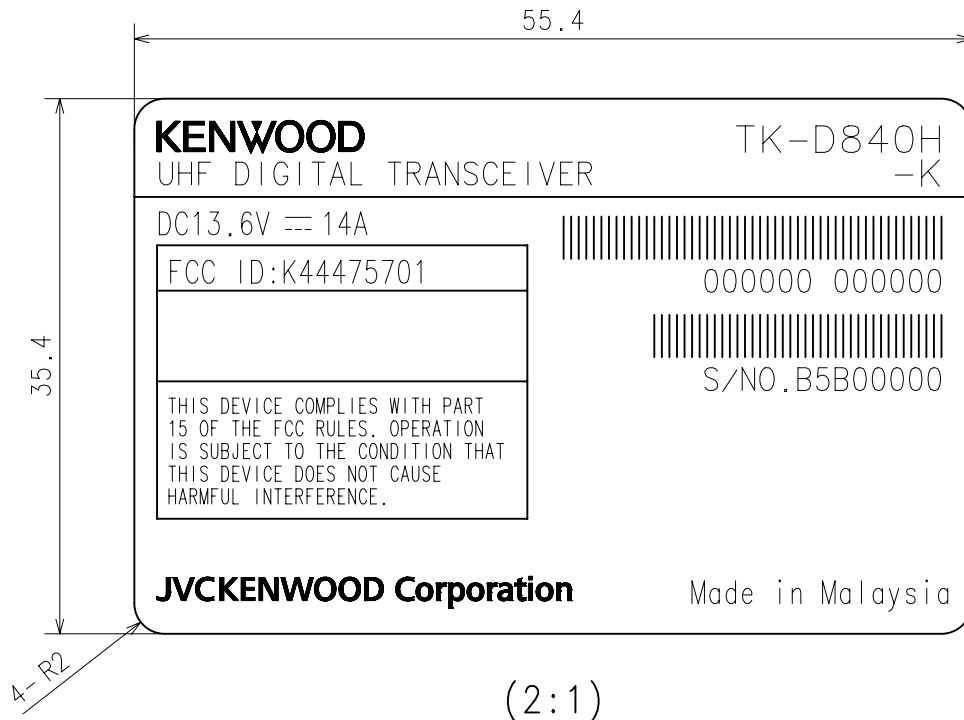 55.4
35.4
KENWOOD
TK-D840H
-K
UHF DIGITAL TRANSCEIVER
DC13.6V ⎓ 14A
FCC ID:K44475701
000000 000000
S/NO.B5B00000
THIS DEVICE COMPLIES WITH PART
15 OF THE FCC RULES. OPERATION
IS SUBJECT TO THE CONDITION THAT
THIS DEVICE DOES NOT CAUSE
HARMFUL INTERFERENCE.
JVCKENWOOD Corporation
Made in Malaysia
4-R2
(2:1)